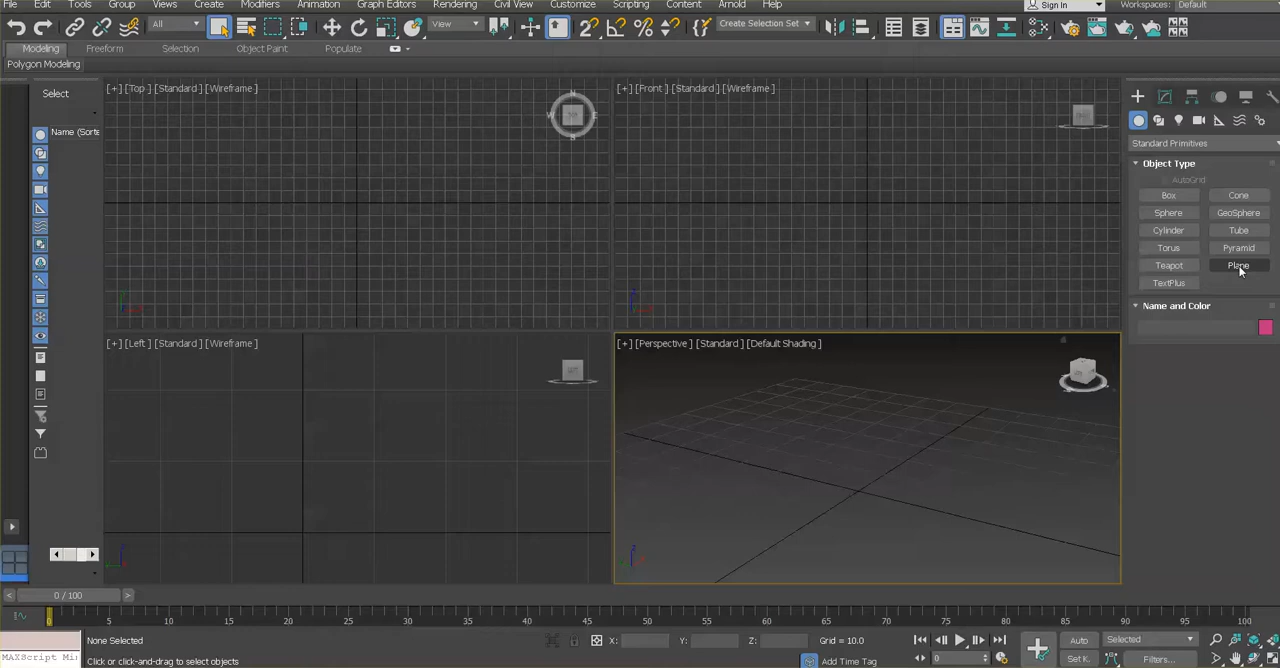 File Edit Tools Group Views Create Modifiers Animation Graph Editors Rendering Civil View Customize Scripting Content Arnold Help Sign In Workspaces: Default
All View Create Selection Set
Modeling Freeform Selection Object Paint Populate
Polygon Modeling
Select
Name (Sorte
[+] [Top ] [Standard ] [Wireframe ]
[+] [Front ] [Standard ] [Wireframe ]
N
W E
S
Standard Primitives
Object Type
AutoGrid
Box Cone
Sphere GeoSphere
Cylinder Tube
Torus Pyramid
Teapot Plane
TextPlus
Name and Color
[+] [Left ] [Standard ] [Wireframe ]
[+] [Perspective ] [Standard ] [Default Shading ]
0 / 100
0 5 10 15 20 25 30 35 40 45 50 55 60 65 70 75 80 85 90 95 100
None Selected X: Y: Z: Grid = 10.0 Auto Selected
MAXScript Mi Click or click-and-drag to select objects Add Time Tag 0 Set K. Filters...